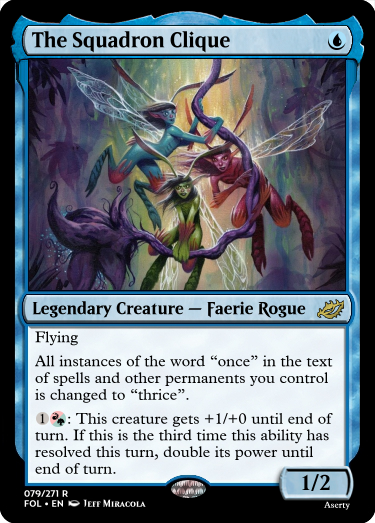 The Squadron Clique
Legendary Creature — Faerie Rogue
Flying
All instances of the word “once” in the text
of spells and other permanents you control
is changed to “thrice”.
1: This creature gets +1/+0 until end of
turn. If this is the third time this ability has
resolved this turn, double its power until
end of turn.
1/2
079/271 R
FOL • EN Jeff Miracola
Aserty